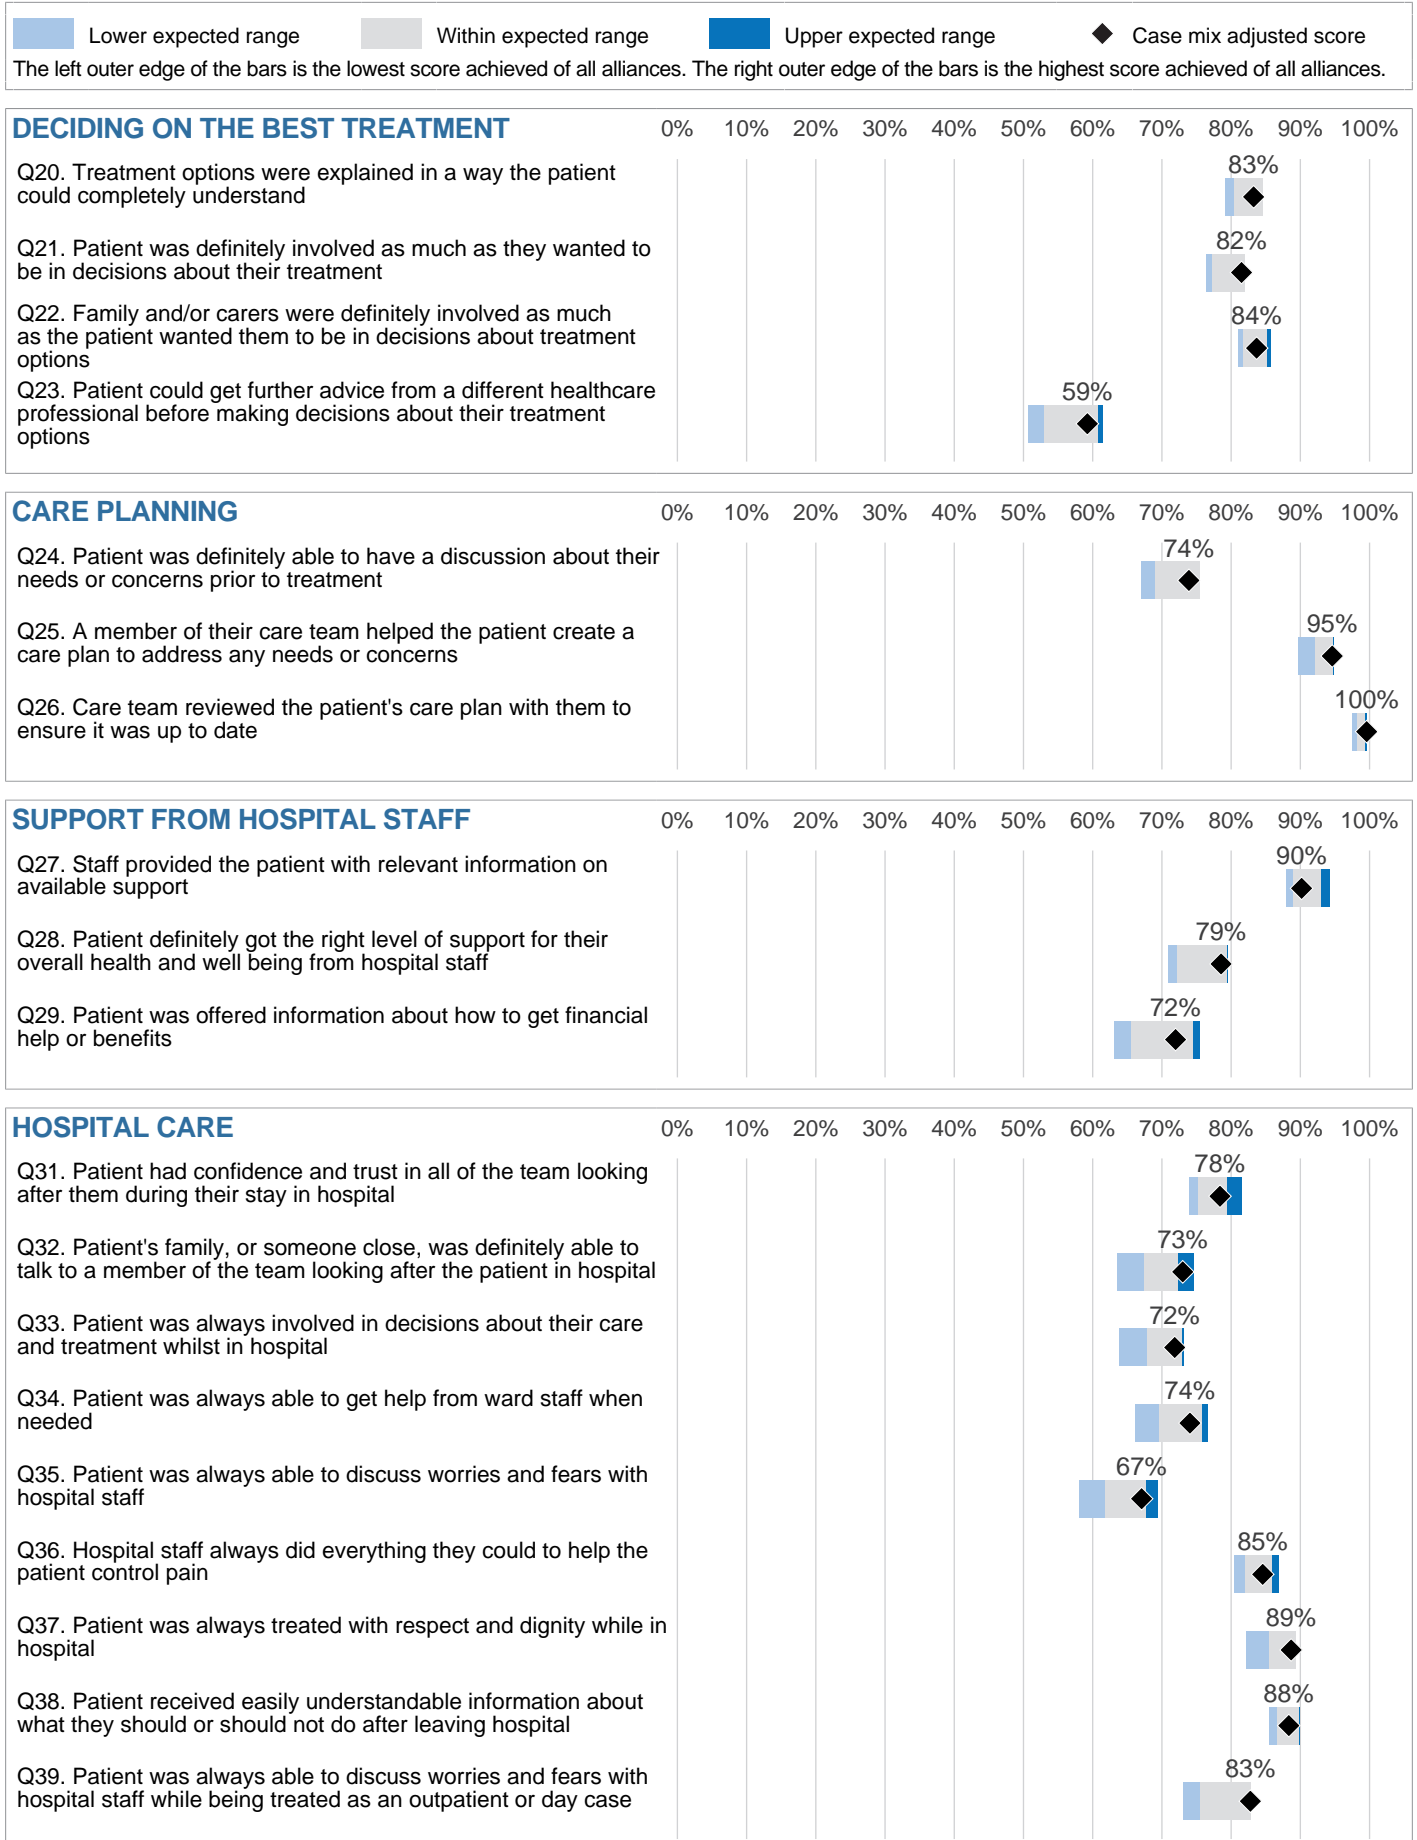 Lower expected range Within expected range Upper expected range Case mix adjusted score
The left outer edge of the bars is the lowest score achieved of all alliances. The right outer edge of the bars is the highest score achieved of all alliances.
DECIDING ON THE BEST TREATMENT 0% 10% 20% 30% 40% 50% 60% 70% 80% 90% 100%
Q20. Treatment options were explained in a way the patient
could completely understand
83%
Q21. Patient was definitely involved as much as they wanted to
be in decisions about their treatment
82%
Q22. Family and/or carers were definitely involved as much
as the patient wanted them to be in decisions about treatment
options
84%
Q23. Patient could get further advice from a different healthcare
professional before making decisions about their treatment
options
59%
CARE PLANNING 0% 10% 20% 30% 40% 50% 60% 70% 80% 90% 100%
Q24. Patient was definitely able to have a discussion about their
needs or concerns prior to treatment
74%
Q25. A member of their care team helped the patient create a
care plan to address any needs or concerns
95%
Q26. Care team reviewed the patient's care plan with them to
ensure it was up to date
100%
SUPPORT FROM HOSPITAL STAFF 0% 10% 20% 30% 40% 50% 60% 70% 80% 90% 100%
Q27. Staff provided the patient with relevant information on
available support
90%
Q28. Patient definitely got the right level of support for their
overall health and well being from hospital staff
79%
Q29. Patient was offered information about how to get financial
help or benefits
72%
HOSPITAL CARE 0% 10% 20% 30% 40% 50% 60% 70% 80% 90% 100%
Q31. Patient had confidence and trust in all of the team looking
after them during their stay in hospital
78%
Q32. Patient's family, or someone close, was definitely able to
talk to a member of the team looking after the patient in hospital
73%
Q33. Patient was always involved in decisions about their care
and treatment whilst in hospital
72%
Q34. Patient was always able to get help from ward staff when
needed
74%
Q35. Patient was always able to discuss worries and fears with
hospital staff
67%
Q36. Hospital staff always did everything they could to help the
patient control pain
85%
Q37. Patient was always treated with respect and dignity while in
hospital
89%
Q38. Patient received easily understandable information about
what they should or should not do after leaving hospital
88%
Q39. Patient was always able to discuss worries and fears with
hospital staff while being treated as an outpatient or day case
83%